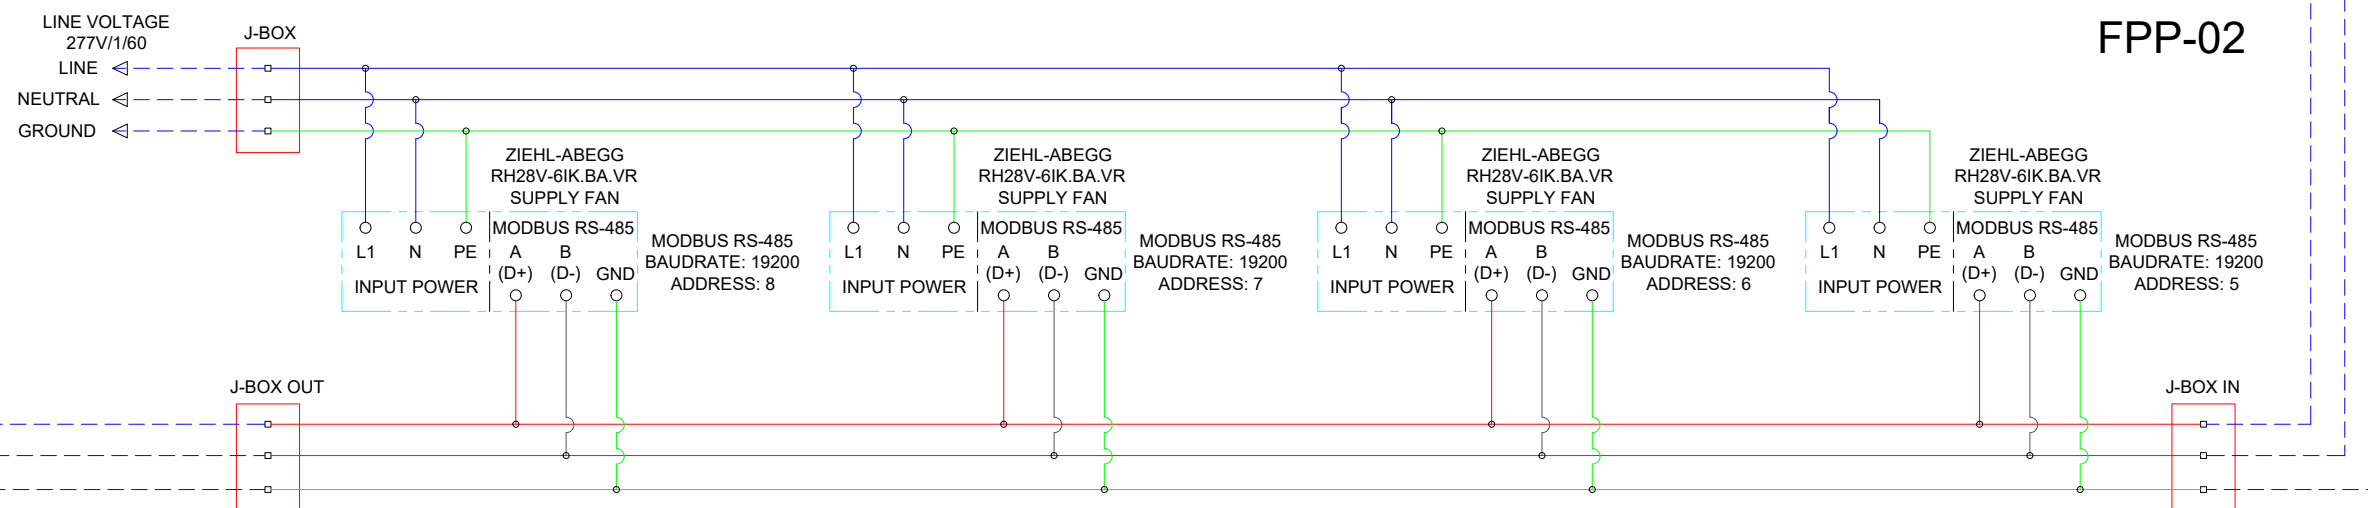 LINE VOLTAGE
277V/1/60
LINE
NEUTRAL
GROUND
J-BOX
FPP-02
ZIEHL-ABEGG
RH28V-6IK.BA.VR
SUPPLY FAN
L1 N PE
INPUT POWER
MODBUS RS-485
A B
(D+) (D-) GND
MODBUS RS-485
BAUDRATE: 19200
ADDRESS: 8
ZIEHL-ABEGG
RH28V-6IK.BA.VR
SUPPLY FAN
L1 N PE
INPUT POWER
MODBUS RS-485
A B
(D+) (D-) GND
MODBUS RS-485
BAUDRATE: 19200
ADDRESS: 7
ZIEHL-ABEGG
RH28V-6IK.BA.VR
SUPPLY FAN
L1 N PE
INPUT POWER
MODBUS RS-485
A B
(D+) (D-) GND
MODBUS RS-485
BAUDRATE: 19200
ADDRESS: 6
ZIEHL-ABEGG
RH28V-6IK.BA.VR
SUPPLY FAN
L1 N PE
INPUT POWER
MODBUS RS-485
A B
(D+) (D-) GND
MODBUS RS-485
BAUDRATE: 19200
ADDRESS: 5
J-BOX OUT
J-BOX IN